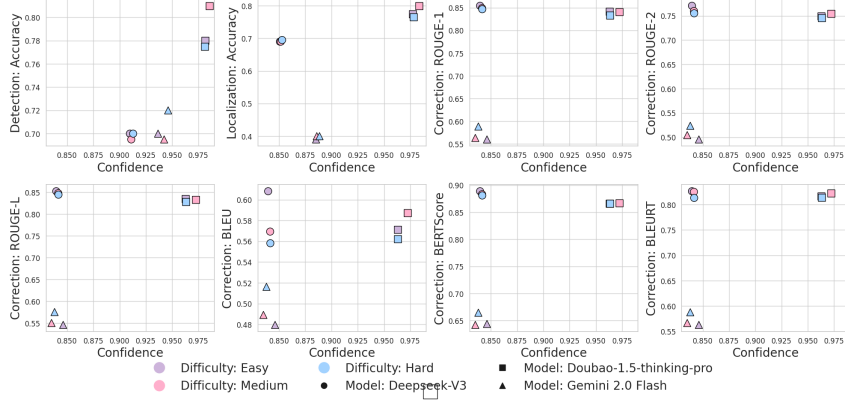 Detection: Accuracy
0.80
0.78
0.76
0.74
0.72
0.70
0.850 0.875 0.900 0.925 0.950 0.975
Confidence
Localization: Accuracy
0.8
0.7
0.6
0.5
0.4
0.850 0.875 0.900 0.925 0.950 0.975
Confidence
Correction: ROUGE-1
0.85
0.80
0.75
0.70
0.65
0.60
0.55
0.850 0.875 0.900 0.925 0.950 0.975
Confidence
Correction: ROUGE-2
0.75
0.70
0.65
0.60
0.55
0.50
0.850 0.875 0.900 0.925 0.950 0.975
Confidence
Correction: ROUGE-L
0.85
0.80
0.75
0.70
0.65
0.60
0.55
0.850 0.875 0.900 0.925 0.950 0.975
Confidence
Correction: BLEU
0.60
0.58
0.56
0.54
0.52
0.50
0.48
0.850 0.875 0.900 0.925 0.950 0.975
Confidence
Correction: BERTScore
0.90
0.85
0.80
0.75
0.70
0.65
0.850 0.875 0.900 0.925 0.950 0.975
Confidence
Correction: BLEURT
0.80
0.75
0.70
0.65
0.60
0.55
0.850 0.875 0.900 0.925 0.950 0.975
Confidence
Difficulty: Easy
Difficulty: Medium
Difficulty: Hard
Model: Deepseek-V3
Model: Doubao-1.5-thinking-pro
Model: Gemini 2.0 Flash